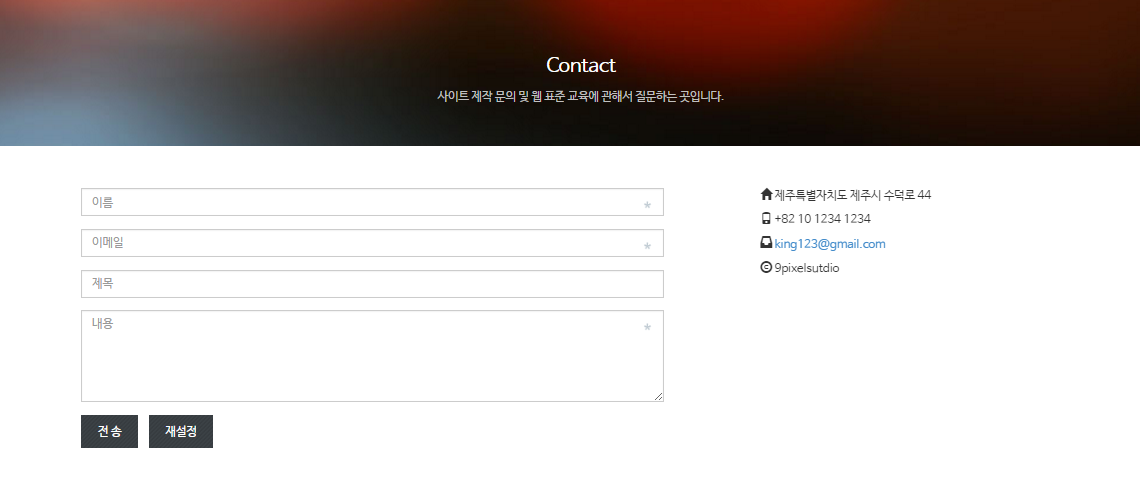 Contact
사이트 제작 문의 및 웹 표준 교육에 관해서 질문하는 곳입니다.
이름 *
이메일 *
제목
내용 *
전 송 재설정
제주특별자치도 제주시 수덕로 44
+82 10 1234 1234
king123@gmail.com
© 9pixelsutdio